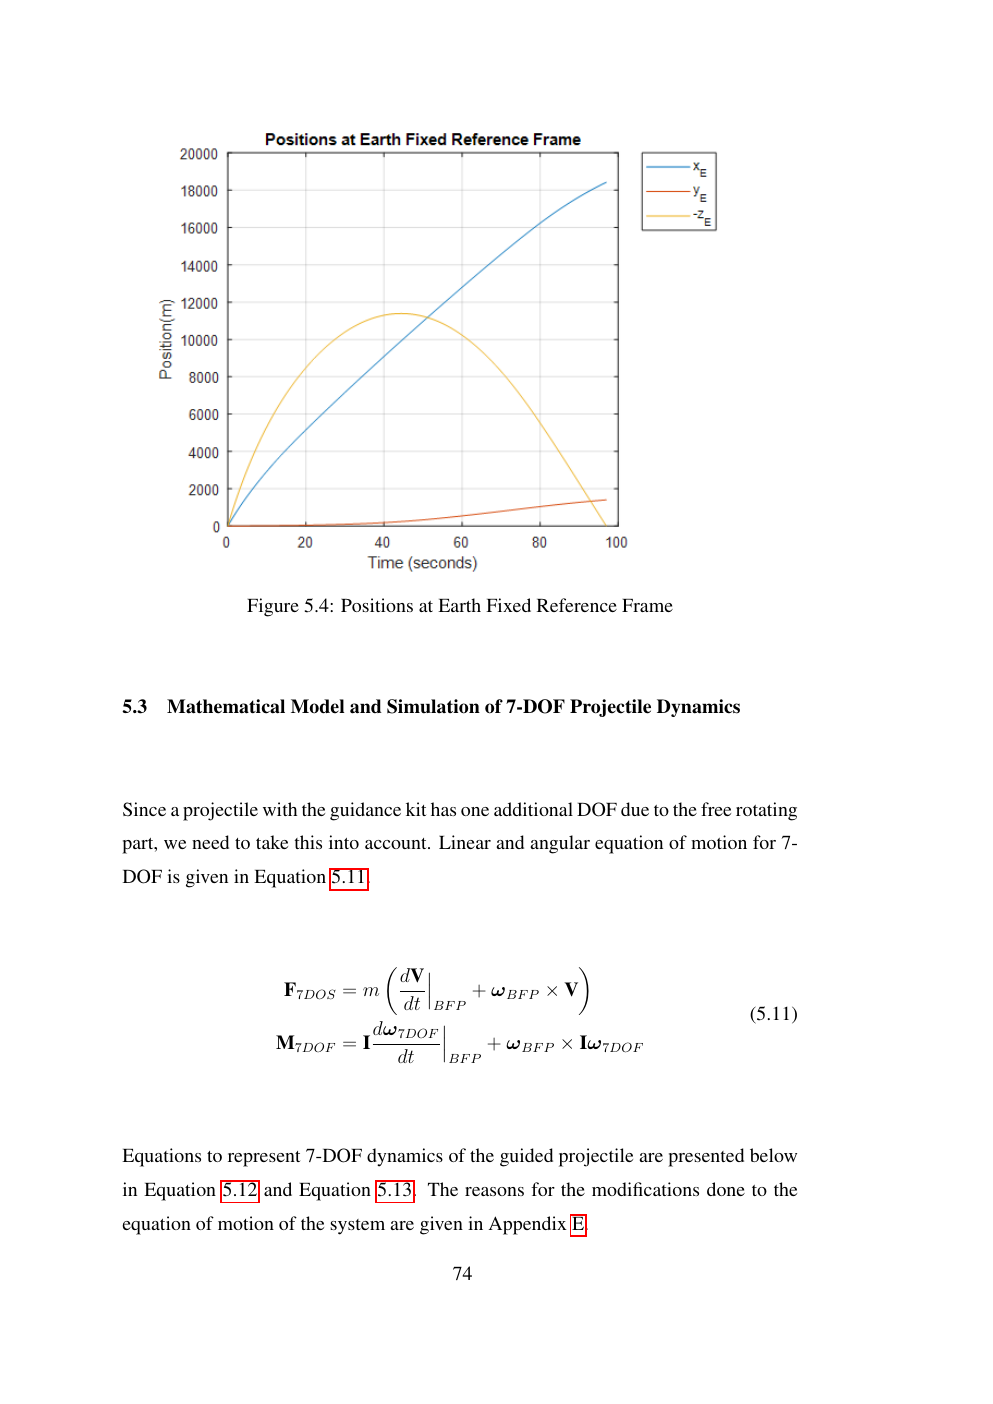 Positions at Earth Fixed Reference Frame
20000
18000
16000
14000
12000
10000
8000
6000
4000
2000
0
Position(m)
0 20 40 60 80 100
Time (seconds)
x_E
y_E
-z_E
Figure 5.4: Positions at Earth Fixed Reference Frame
5.3 Mathematical Model and Simulation of 7-DOF Projectile Dynamics
Since a projectile with the guidance kit has one additional DOF due to the free rotating
part, we need to take this into account. Linear and angular equation of motion for 7-
DOF is given in Equation 5.11.
F_{7DOS} = m ( dV/dt |_{BFP} + ω_{BFP} × V )
M_{7DOF} = I dω_{7DOF}/dt |_{BFP} + ω_{BFP} × Iω_{7DOF}
(5.11)
Equations to represent 7-DOF dynamics of the guided projectile are presented below
in Equation 5.12 and Equation 5.13. The reasons for the modifications done to the
equation of motion of the system are given in Appendix E
74